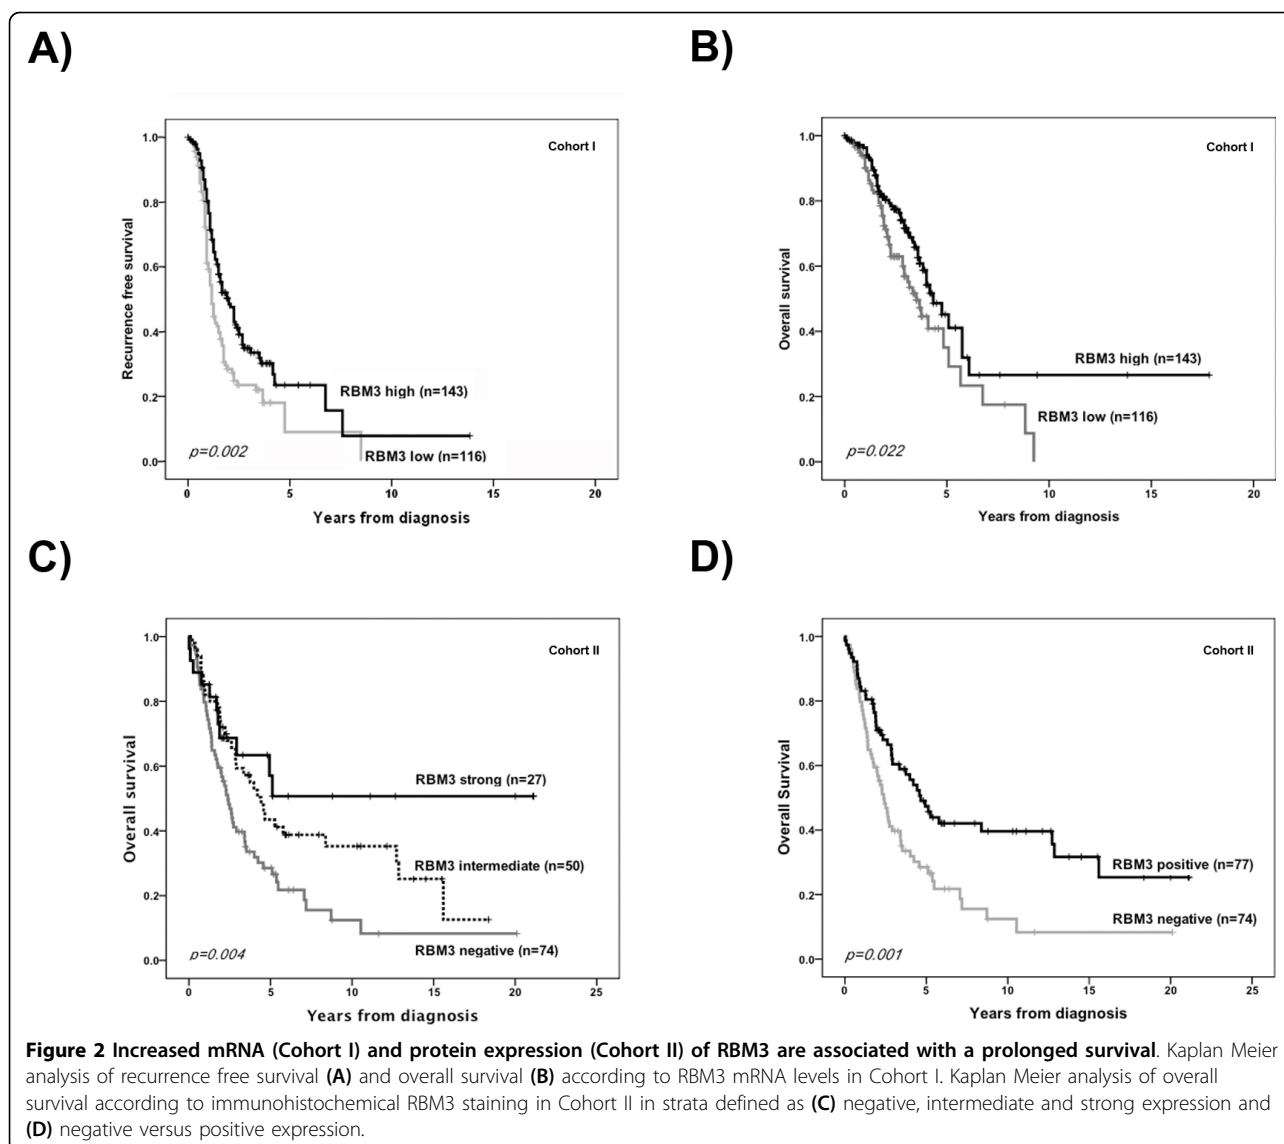 A)
1.0
0.8
0.6
0.4
0.2
0.0
Recurrence free survival
Cohort I
RBM3 high (n=143)
RBM3 low (n=116)
p=0.002
0 5 10 15 20
Years from diagnosis
B)
1.0
0.8
0.6
0.4
0.2
0.0
Overall survival
Cohort I
RBM3 high (n=143)
RBM3 low (n=116)
p=0.022
0 5 10 15 20
Years from diagnosis
C)
1.0
0.8
0.6
0.4
0.2
0.0
Overall survival
Cohort II
RBM3 strong (n=27)
RBM3 intermediate (n=50)
RBM3 negative (n=74)
p=0.004
0 5 10 15 20 25
Years from diagnosis
D)
1.0
0.8
0.6
0.4
0.2
0.0
Overall Survival
Cohort II
RBM3 positive (n=77)
RBM3 negative (n=74)
p=0.001
0 5 10 15 20 25
Years from diagnosis
Figure 2 Increased mRNA (Cohort I) and protein expression (Cohort II) of RBM3 are associated with a prolonged survival. Kaplan Meier
analysis of recurrence free survival (A) and overall survival (B) according to RBM3 mRNA levels in Cohort I. Kaplan Meier analysis of overall
survival according to immunohistochemical RBM3 staining in Cohort II in strata defined as (C) negative, intermediate and strong expression and
(D) negative versus positive expression.